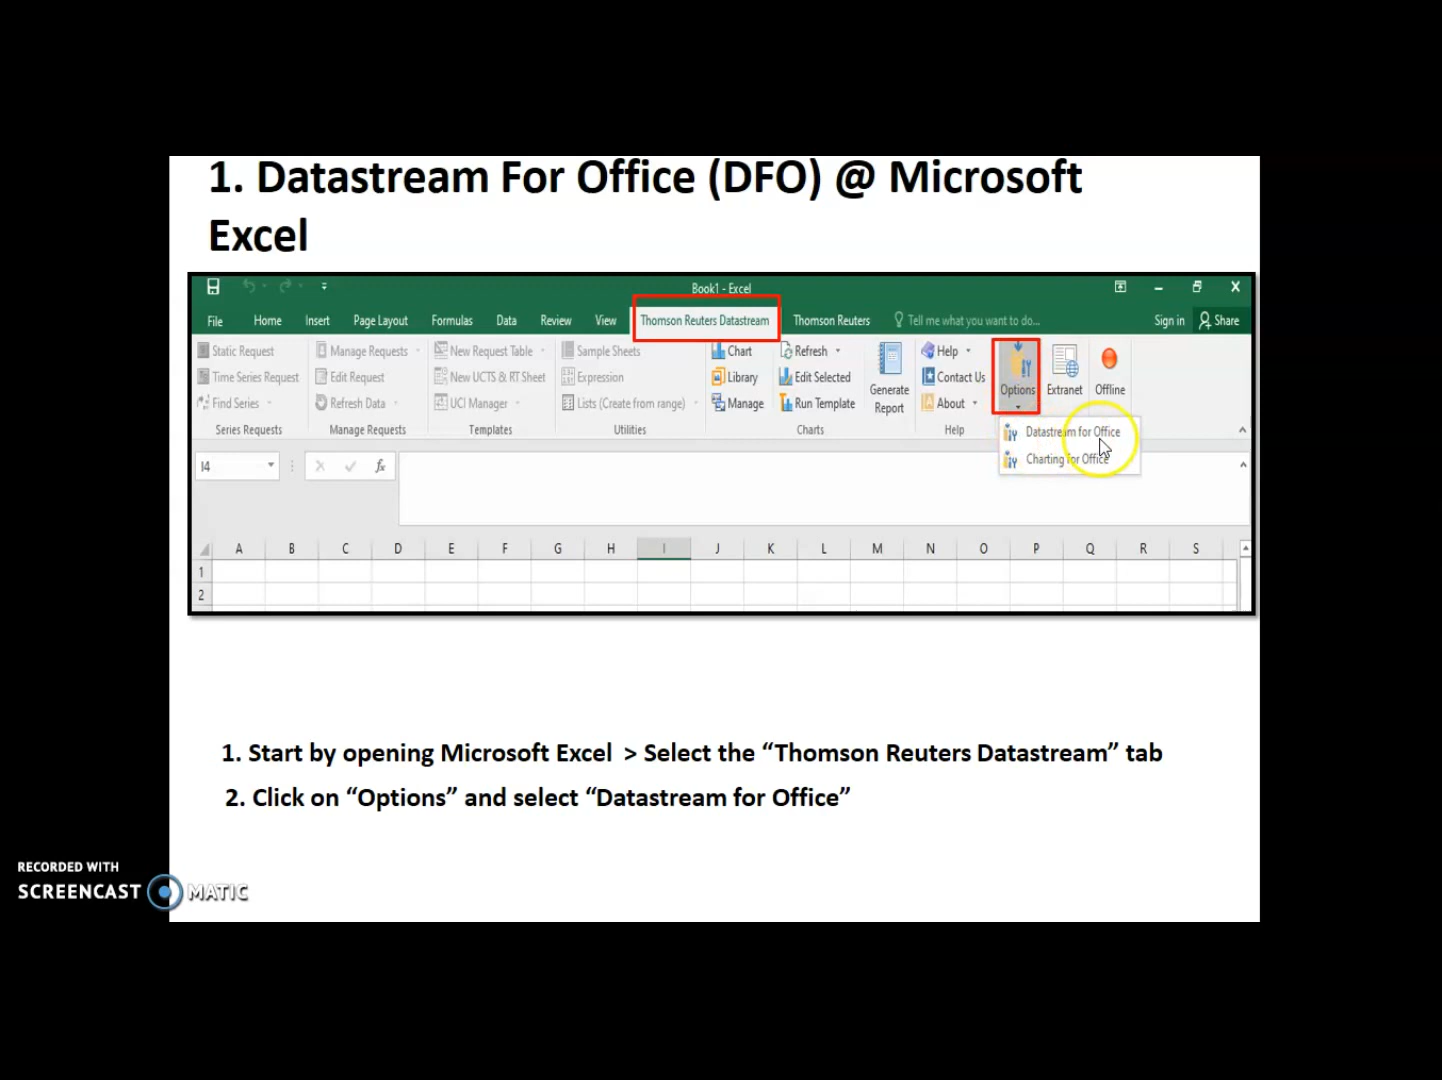 1. Datastream For Office (DFO) @ Microsoft
Excel
Book1 - Excel
File Home Insert Page Layout Formulas Data Review View Thomson Reuters Datastream Thomson Reuters Tell me what you want to do... Sign in Share
Static Request Manage Requests New Request Table Sample Sheets Chart Refresh Help
Time Series Request Edit Request New UCTS & RT Sheet Expression Library Edit Selected Contact Us
Generate Options Extranet Offline
Find Series Refresh Data UCI Manager Lists (Create from range) Manage Run Template Report About
Series Requests Manage Requests Templates Utilities Charts Help
Datastream for Office
Charting for Office
I4 fx
A B C D E F G H I J K L M N O P Q R S
1
2
1. Start by opening Microsoft Excel > Select the “Thomson Reuters Datastream” tab
2. Click on “Options” and select “Datastream for Office”
RECORDED WITH
SCREENCAST MATIC